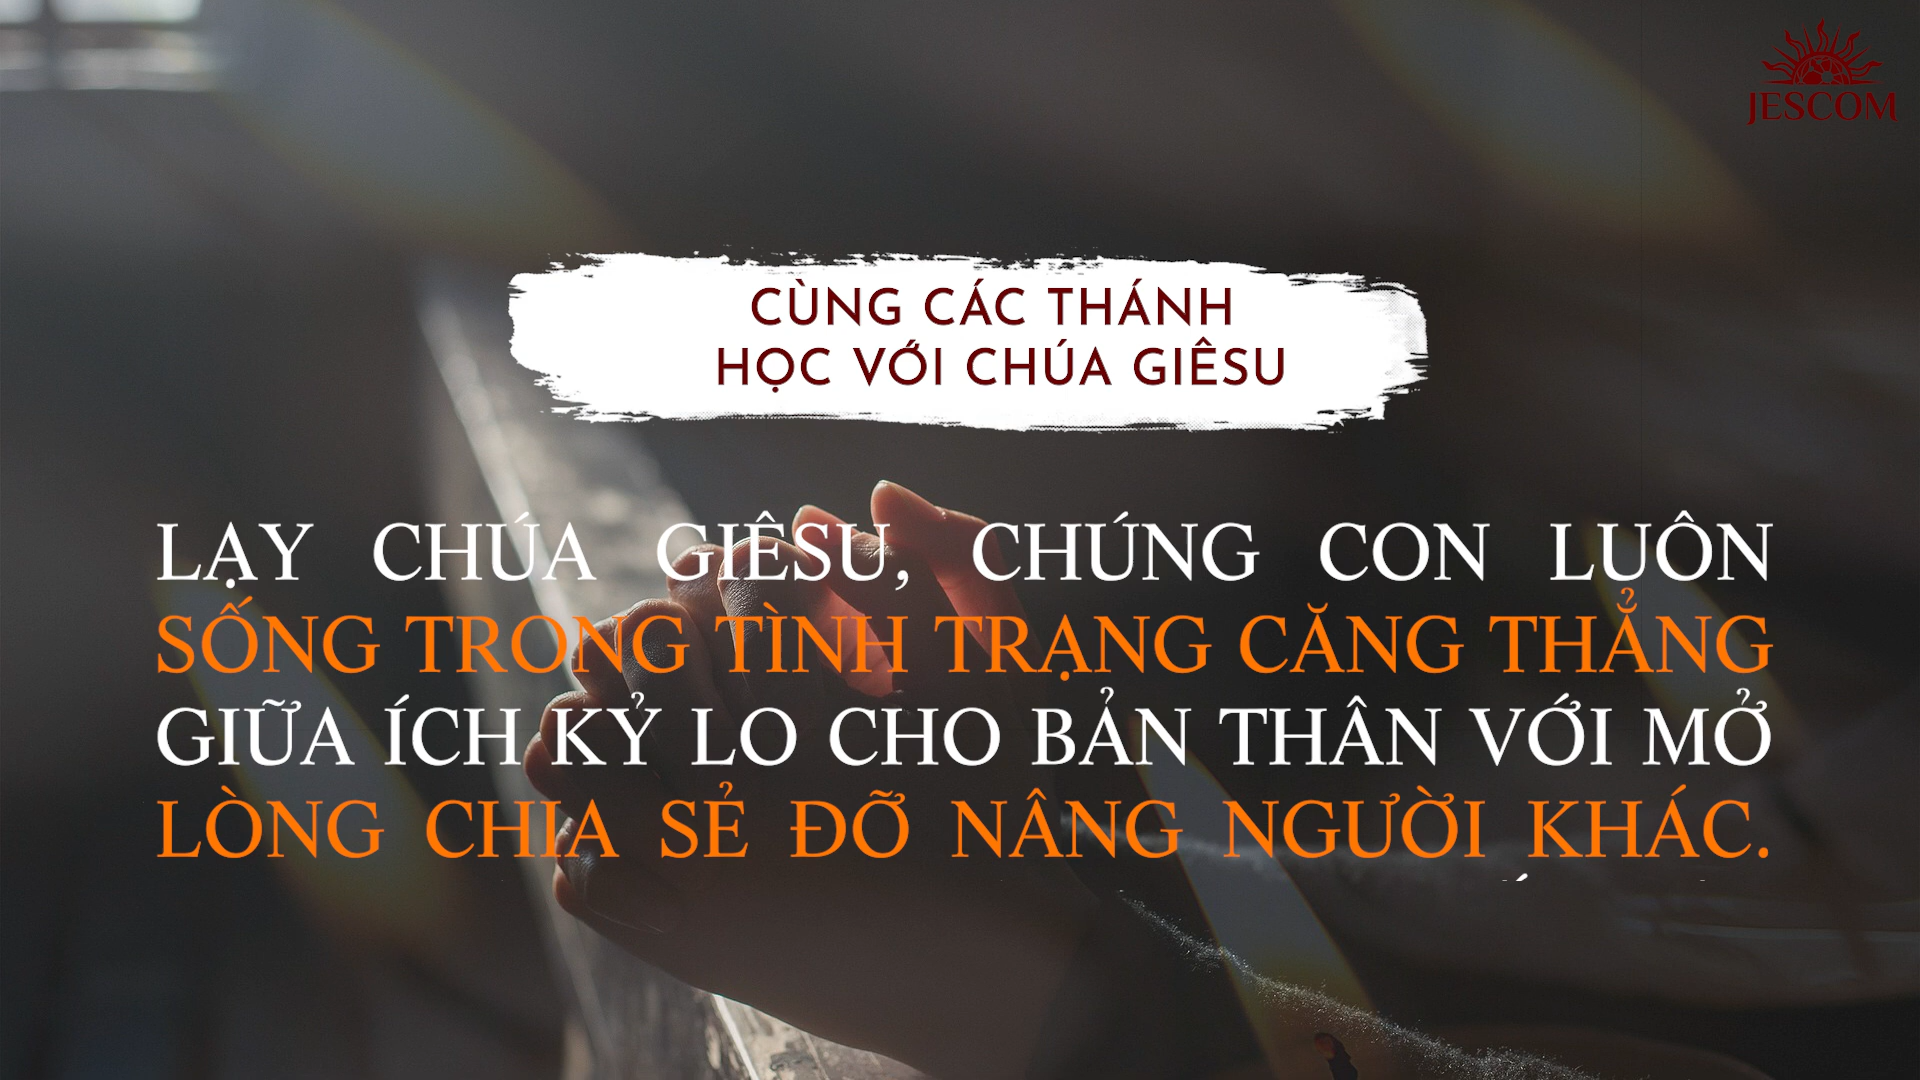 JESCOM
CÙNG CÁC THÁNH
HỌC VỚI CHÚA GIÊSU
LẠY CHÚA GIÊSU, CHÚNG CON LUÔN
SỐNG TRONG TÌNH TRẠNG CĂNG THẲNG
GIỮA ÍCH KỶ LO CHO BẢN THÂN VỚI MỞ
LÒNG CHIA SẺ ĐỠ NÂNG NGƯỜI KHÁC.